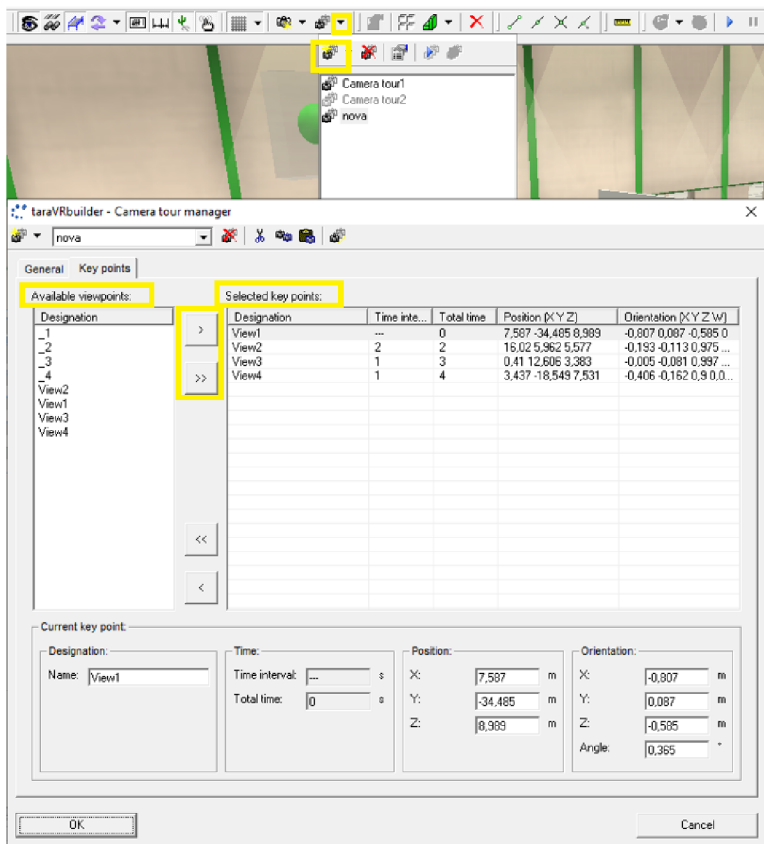 Camera tour1
Camera tour2
nova
taraVRbuilder - Camera tour manager
nova
General Key points
Available viewpoints: Selected key points:
Designation
_1
_2
_3
_4
View2
View1
View3
View4
>
>>
<<
<
Designation Time inte... Total time Position (X Y Z) Orientation (X Y Z W)
View1 --- 0 7,587 -34,485 8,989 -0,807 0,087 -0,585 0
View2 2 2 16,02 5,962 5,577 -0,193 -0,113 0,975 ...
View3 1 3 0,41 12,606 3,383 -0,005 -0,081 0,997 ...
View4 1 4 3,437 -18,549 7,531 -0,406 -0,162 0,9 0,0...
Current key point:
Designation: Time: Position: Orientation:
Name: View1 Time interval: --- s X: 7,587 m X: -0,807 m
Total time: 0 s Y: -34,485 m Y: 0,087 m
Z: 8,989 m Z: -0,585 m
Angle: 0,365 °
OK Cancel